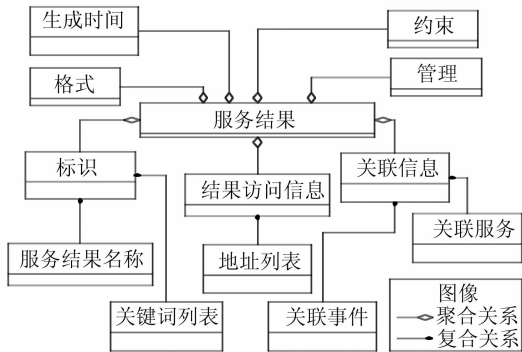 生成时间
约束
格式
管理
服务结果
标识
结果访问信息
关联信息
服务结果名称
地址列表
关联服务
关键词列表
关联事件
图像
聚合关系
复合关系